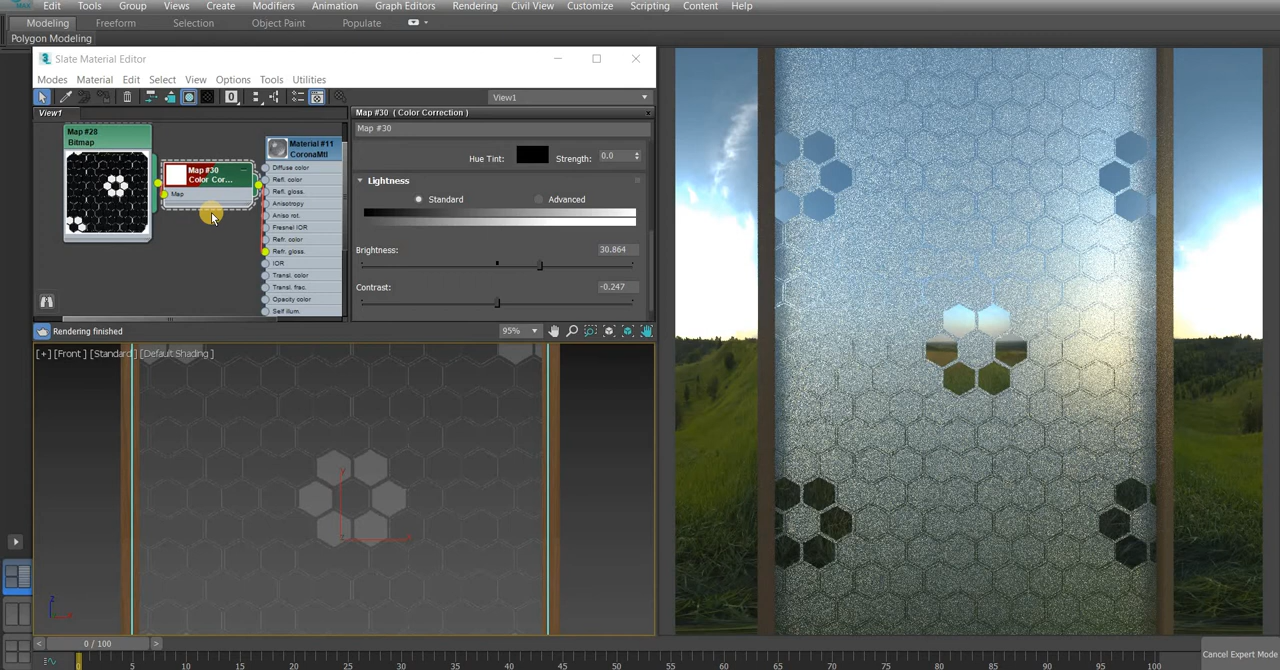 Edit Tools Group Views Create Modifiers Animation Graph Editors Rendering Civil View Customize Scripting Content Help
Modeling Freeform Selection Object Paint Populate
Polygon Modeling
Slate Material Editor
Modes Material Edit Select View Options Tools Utilities
0
View1
View1
Map #28
Bitmap
Map #30
Color Cor...
Map
Material #11
CoronaMtl
Diffuse color
Refl. color
Refl. gloss.
Anisotropy
Aniso rot.
Fresnel IOR
Refr. color
Refr. gloss.
IOR
Transl. color
Transl. frac.
Opacity color
Self illum.
Map #30 ( Color Correction )
Map #30
Hue Tint: Strength: 0.0
Lightness
Standard Advanced
Brightness: 30.864
Contrast: -0.247
Rendering finished
95%
[ + ] [Front ] [Standard ] [Default Shading ]
Y
Z
X
Z
X
< 0 / 100 >
0 5 10 15 20 25 30 35 40 45 50 55 60 65 70 75 80 85 90 95 100
Cancel Expert Mode